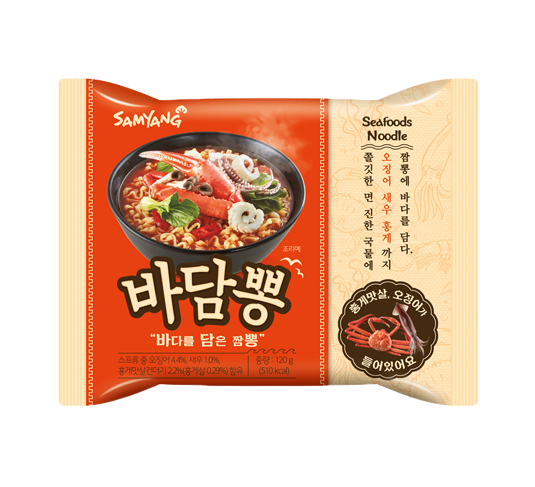 SAMYANG
Seafoods
Noodle
짬뽕에 바다를 담다.
오징어 새우 홍게 까지
쫄깃한 면 진한 국물에
조리예
바담뽕
"바다를 담은 짬뽕"
스프류 중 오징어 4.4%, 새우 1.0%,
홍게맛살건더기 2.2%(홍게살 0.29%) 함유
중량 : 120 g
(510 kcal)
홍게맛살, 오징어가
들어있어요